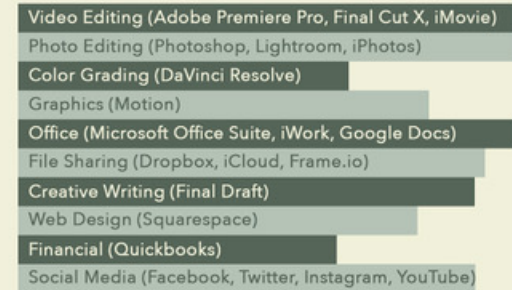 Video Editing (Adobe Premiere Pro, Final Cut X, iMovie)
Photo Editing (Photoshop, Lightroom, iPhotos)
Color Grading (DaVinci Resolve)
Graphics (Motion)
Office (Microsoft Office Suite, iWork, Google Docs)
File Sharing (Dropbox, iCloud, Frame.io)
Creative Writing (Final Draft)
Web Design (Squarespace)
Financial (Quickbooks)
Social Media (Facebook, Twitter, Instagram, YouTube)